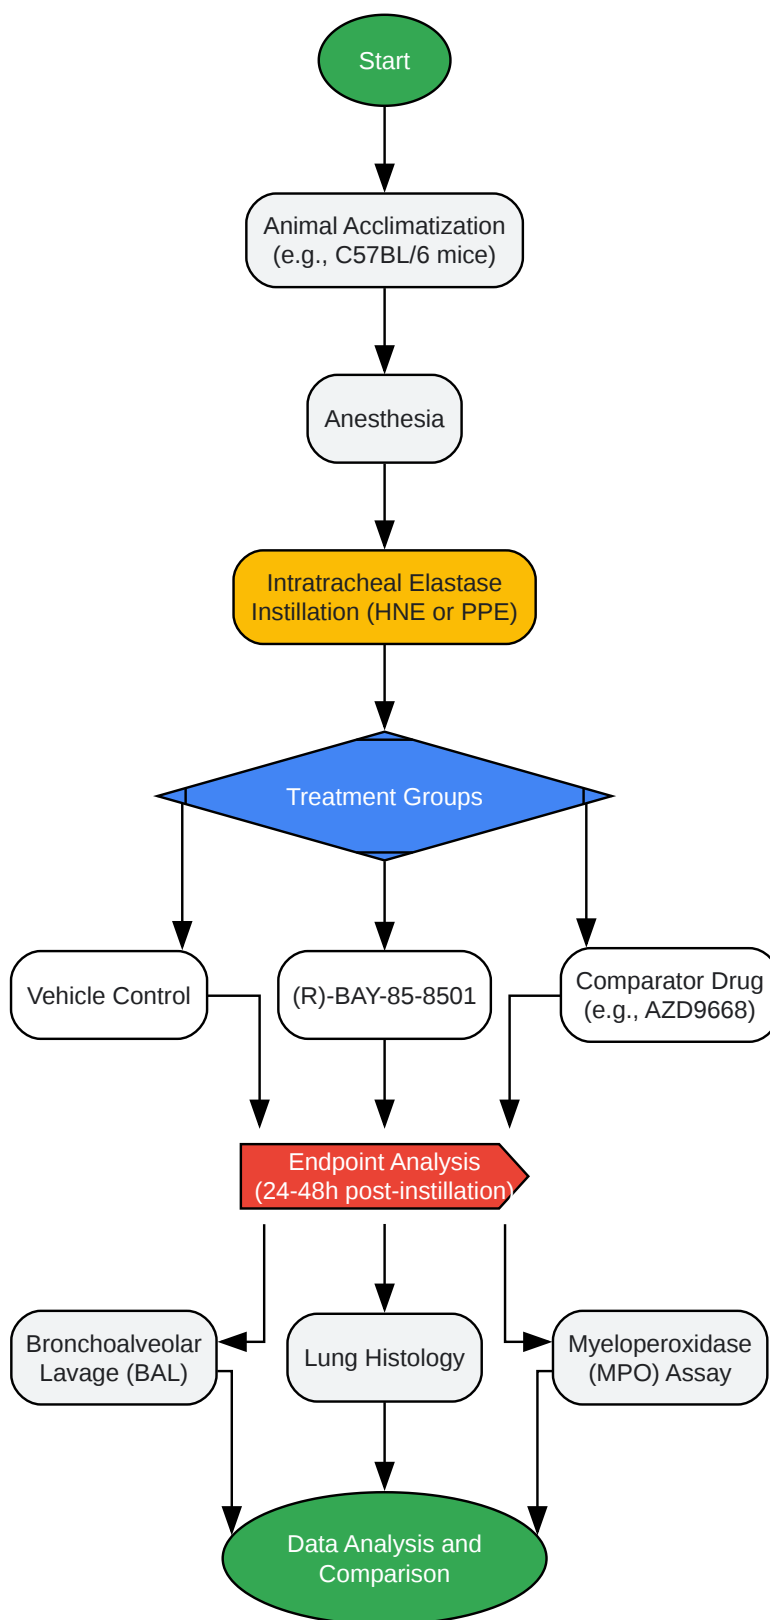 Start
Animal Acclimatization
(e.g., C57BL/6 mice)
Anesthesia
Intratracheal Elastase
Instillation (HNE or PPE)
Treatment Groups
Vehicle Control
(R)-BAY-85-8501
Comparator Drug
(e.g., AZD9668)
Endpoint Analysis
(24-48h post-instillation)
Bronchoalveolar
Lavage (BAL)
Lung Histology
Myeloperoxidase
(MPO) Assay
Data Analysis and
Comparison